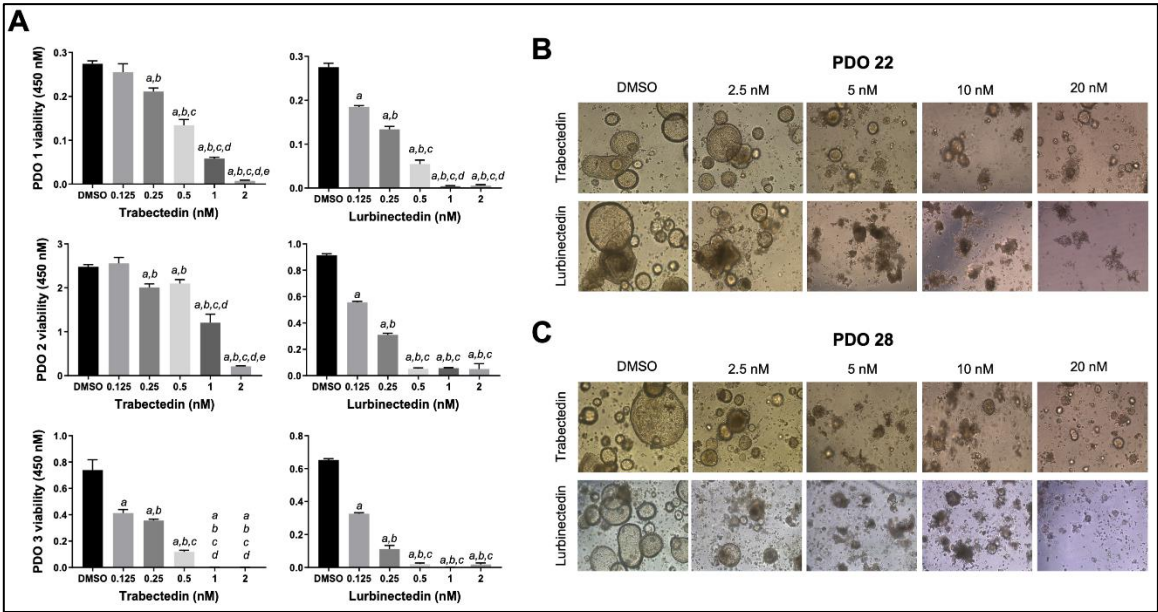 A
PDO 1 viability (450 nM)
0.3
0.2
0.1
0.0
a,b
a,b,c
a,b,c,d
a,b,c,d,e
DMSO 0.125 0.25 0.5 1 2
Trabectedin (nM)
0.3
0.2
0.1
0.0
a
a,b
a,b,c
a,b,c,d
a,b,c,d
DMSO 0.125 0.25 0.5 1 2
Lurbinectedin (nM)
PDO 2 viability (450 nM)
3
2
1
0
a,b
a,b
a,b,c,d
a,b,c,d,e
DMSO 0.125 0.25 0.5 1 2
Trabectedin (nM)
1.0
0.8
0.6
0.4
0.2
0.0
a
a,b
a,b,c
a,b,c
a,b,c
DMSO 0.125 0.25 0.5 1 2
Lurbinectedin (nM)
PDO 3 viability (450 nM)
1.0
0.8
0.6
0.4
0.2
0.0
a
a,b
a,b,c
a a
b b
c c
d d
DMSO 0.125 0.25 0.5 1 2
Trabectedin (nM)
0.8
0.6
0.4
0.2
0.0
a
a,b
a,b,c
a,b,c
a,b,c
DMSO 0.125 0.25 0.5 1 2
Lurbinectedin (nM)
B
PDO 22
DMSO 2.5 nM 5 nM 10 nM 20 nM
Trabectedin
Lurbinectedin
C
PDO 28
DMSO 2.5 nM 5 nM 10 nM 20 nM
Trabectedin
Lurbinectedin